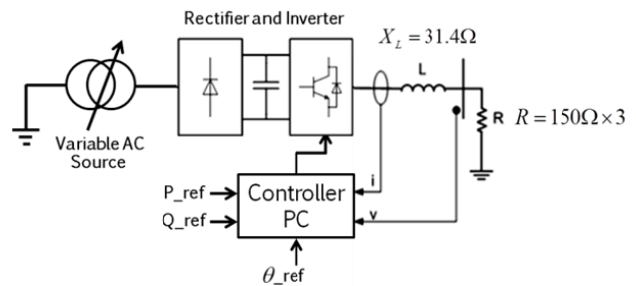 Rectifier and Inverter
X_L = 31.4Ω
L
R
R = 150Ω×3
Variable AC
Source
i
v
P_ref
Q_ref
Controller
PC
θ_ref